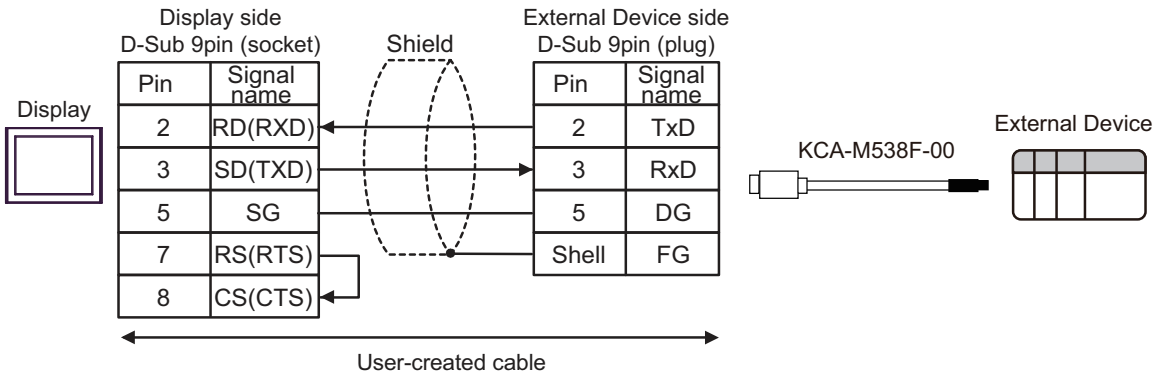 Display side
D-Sub 9pin (socket)
Shield
External Device side
D-Sub 9pin (plug)
Display
Pin
Signal name
2
RD(RXD)
3
SD(TXD)
5
SG
7
RS(RTS)
8
CS(CTS)
Pin
Signal name
2
TxD
3
RxD
5
DG
Shell
FG
KCA-M538F-00
External Device
User-created cable